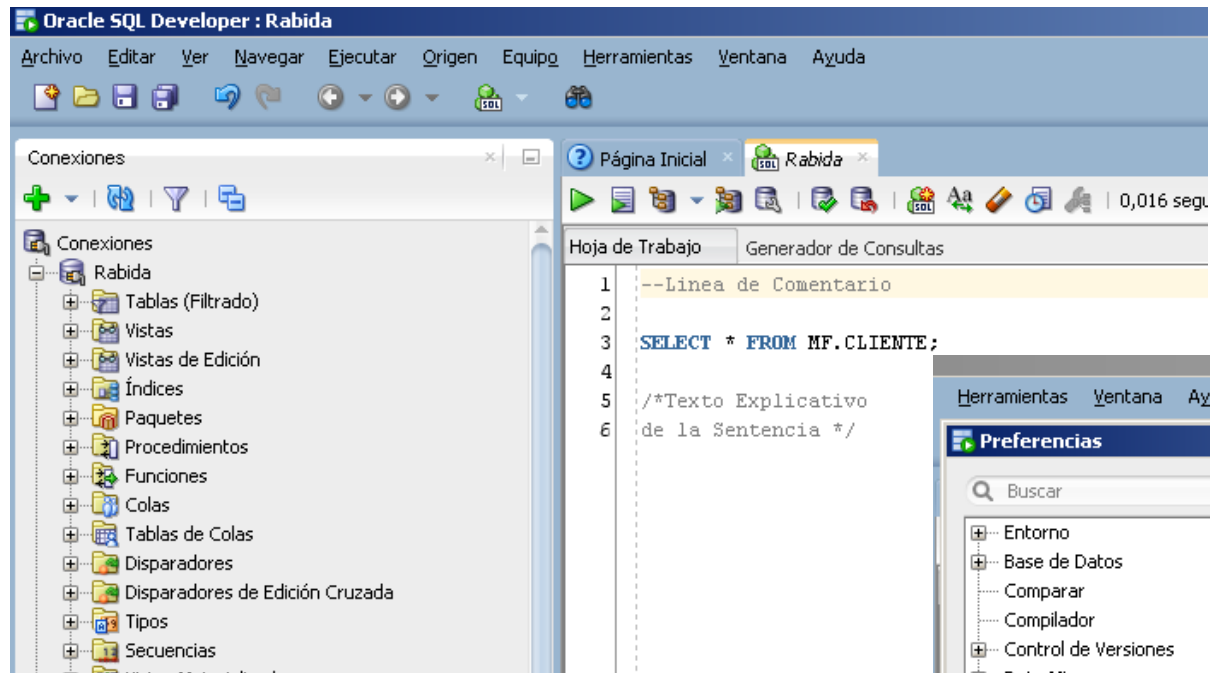 Oracle SQL Developer : Rabida
Archivo Editar Ver Navegar Ejecutar Origen Equipo Herramientas Ventana Ayuda
Conexiones
Conexiones
Rabida
Tablas (Filtrado)
Vistas
Vistas de Edición
Índices
Paquetes
Procedimientos
Funciones
Colas
Tablas de Colas
Disparadores
Disparadores de Edición Cruzada
Tipos
Secuencias
Página Inicial Rabida
0,016 segu
Hoja de Trabajo Generador de Consultas
1 --Linea de Comentario
2
3 SELECT * FROM MF.CLIENTE;
4
5 /*Texto Explicativo
6 de la Sentencia */
Herramientas Ventana Ay
Preferencias
Buscar
Entorno
Base de Datos
Comparar
Compilador
Control de Versiones